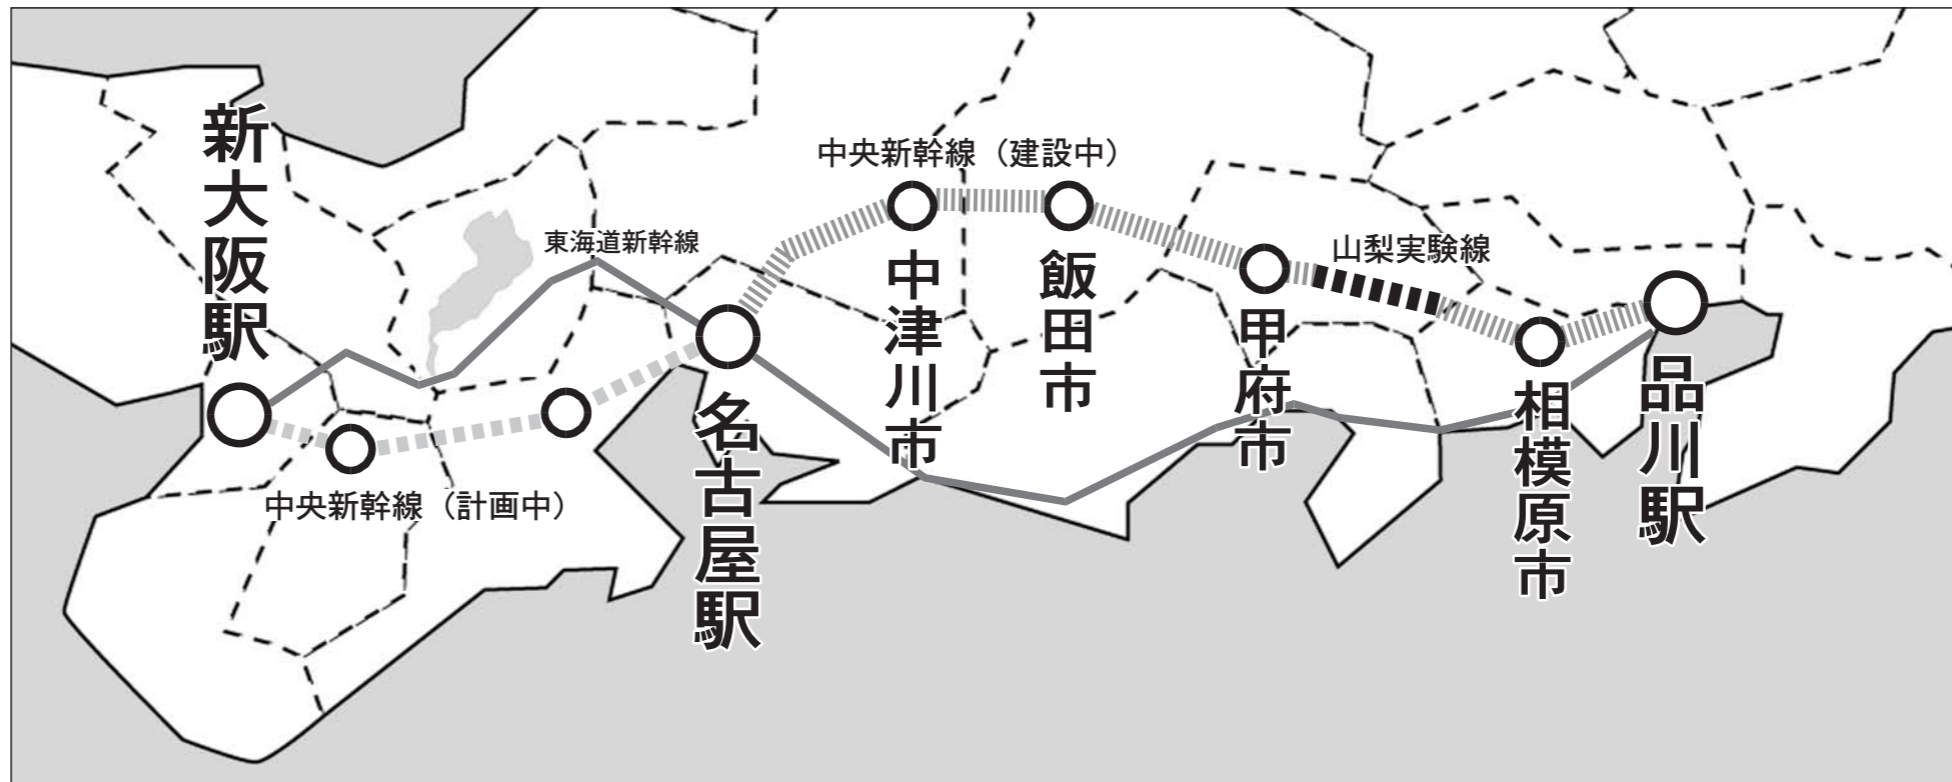 新大阪駅
中央新幹線（計画中）
東海道新幹線
名古屋駅
中央新幹線（建設中）
中津川市
飯田市
甲府市
山梨実験線
相模原市
品川駅